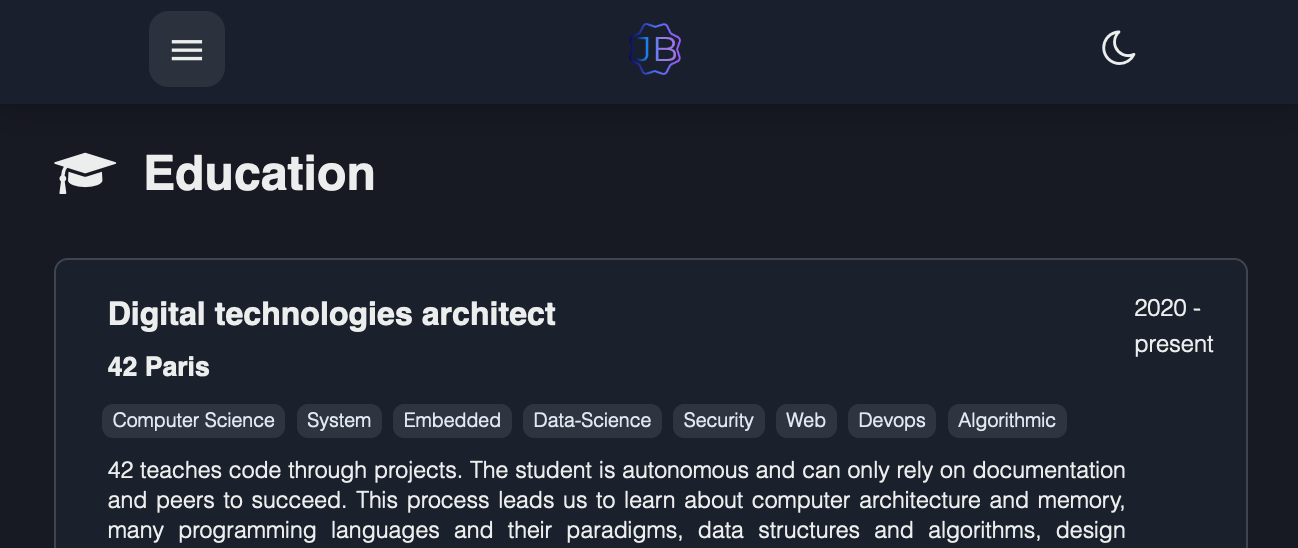 JB
Education
Digital technologies architect
2020 -
present
42 Paris
Computer Science System Embedded Data-Science Security Web Devops Algorithmic
42 teaches code through projects. The student is autonomous and can only rely on documentation
and peers to succeed. This process leads us to learn about computer architecture and memory,
many programming languages and their paradigms, data structures and algorithms, design